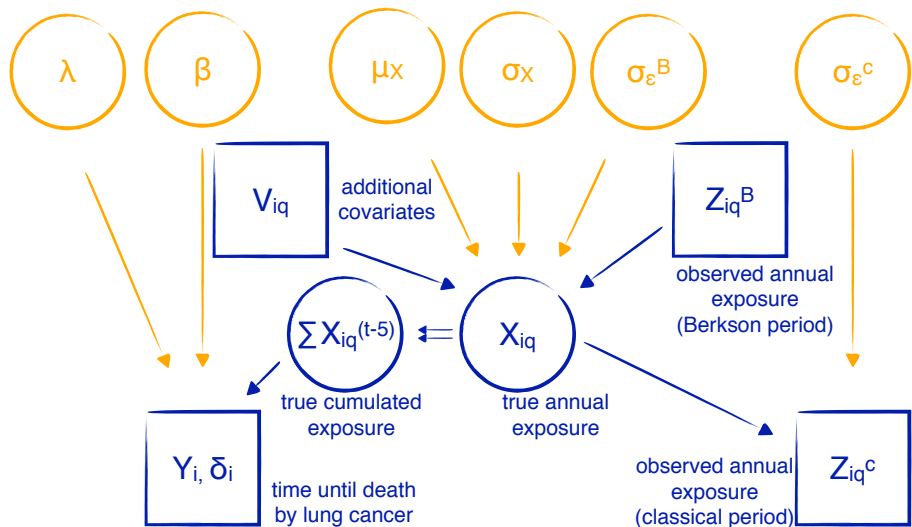 λ
β
μX
σX
σεB
σεc
Viq
additional
covariates
ZiqB
observed annual
exposure
(Berkson period)
∑ Xiq(t-5)
Xiq
true cumulated
exposure
true annual
exposure
Yi, δi
time until death
by lung cancer
observed annual
exposure
(classical period)
Ziqc